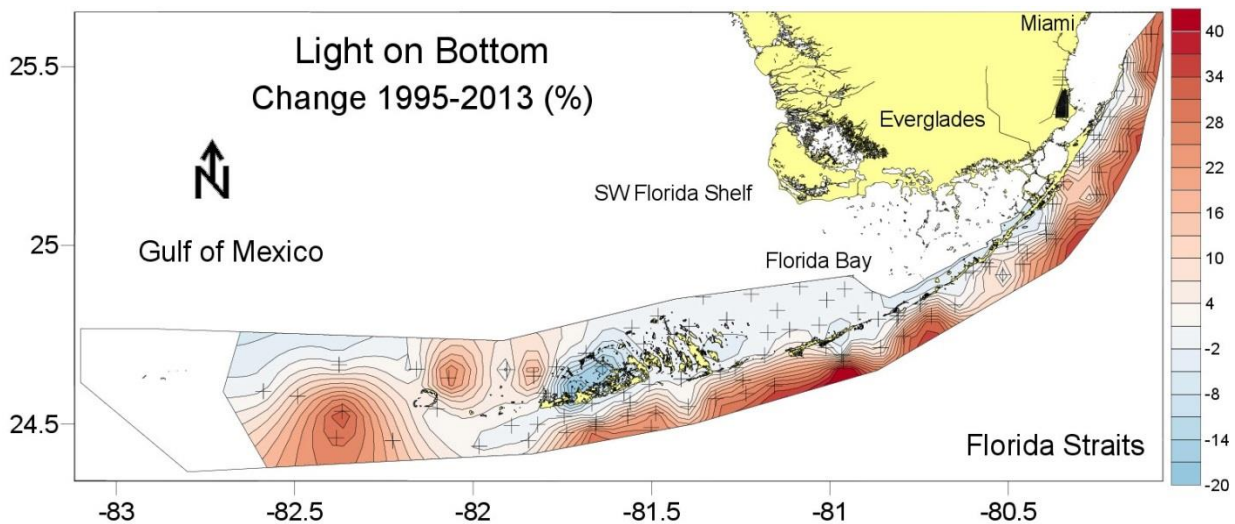 Light on Bottom
Change 1995-2013 (%)
N
Miami
Everglades
SW Florida Shelf
Gulf of Mexico
Florida Bay
Florida Straits
25.5
25
24.5
-83
-82.5
-82
-81.5
-81
-80.5
40
34
28
22
16
10
4
-2
-8
-14
-20